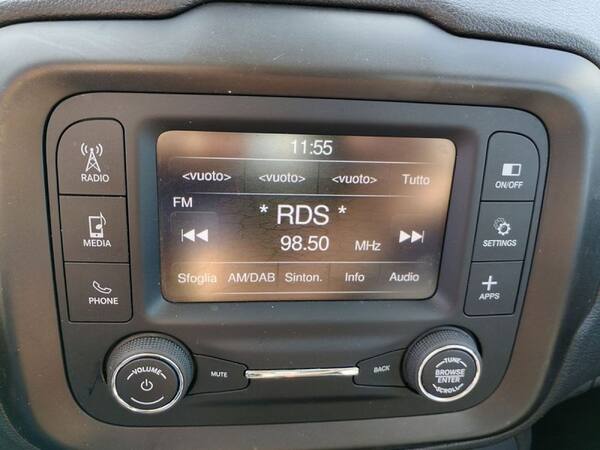 11:55
<vuoto> <vuoto> <vuoto> Tutto
FM
* RDS *
98.50 MHz
Sfoglia AM/DAB Sinton. Info Audio
RADIO
MEDIA
PHONE
ON/OFF
SETTINGS
APPS
VOLUME
MUTE
BACK
TUNE
BROWSE
ENTER
SCROLL